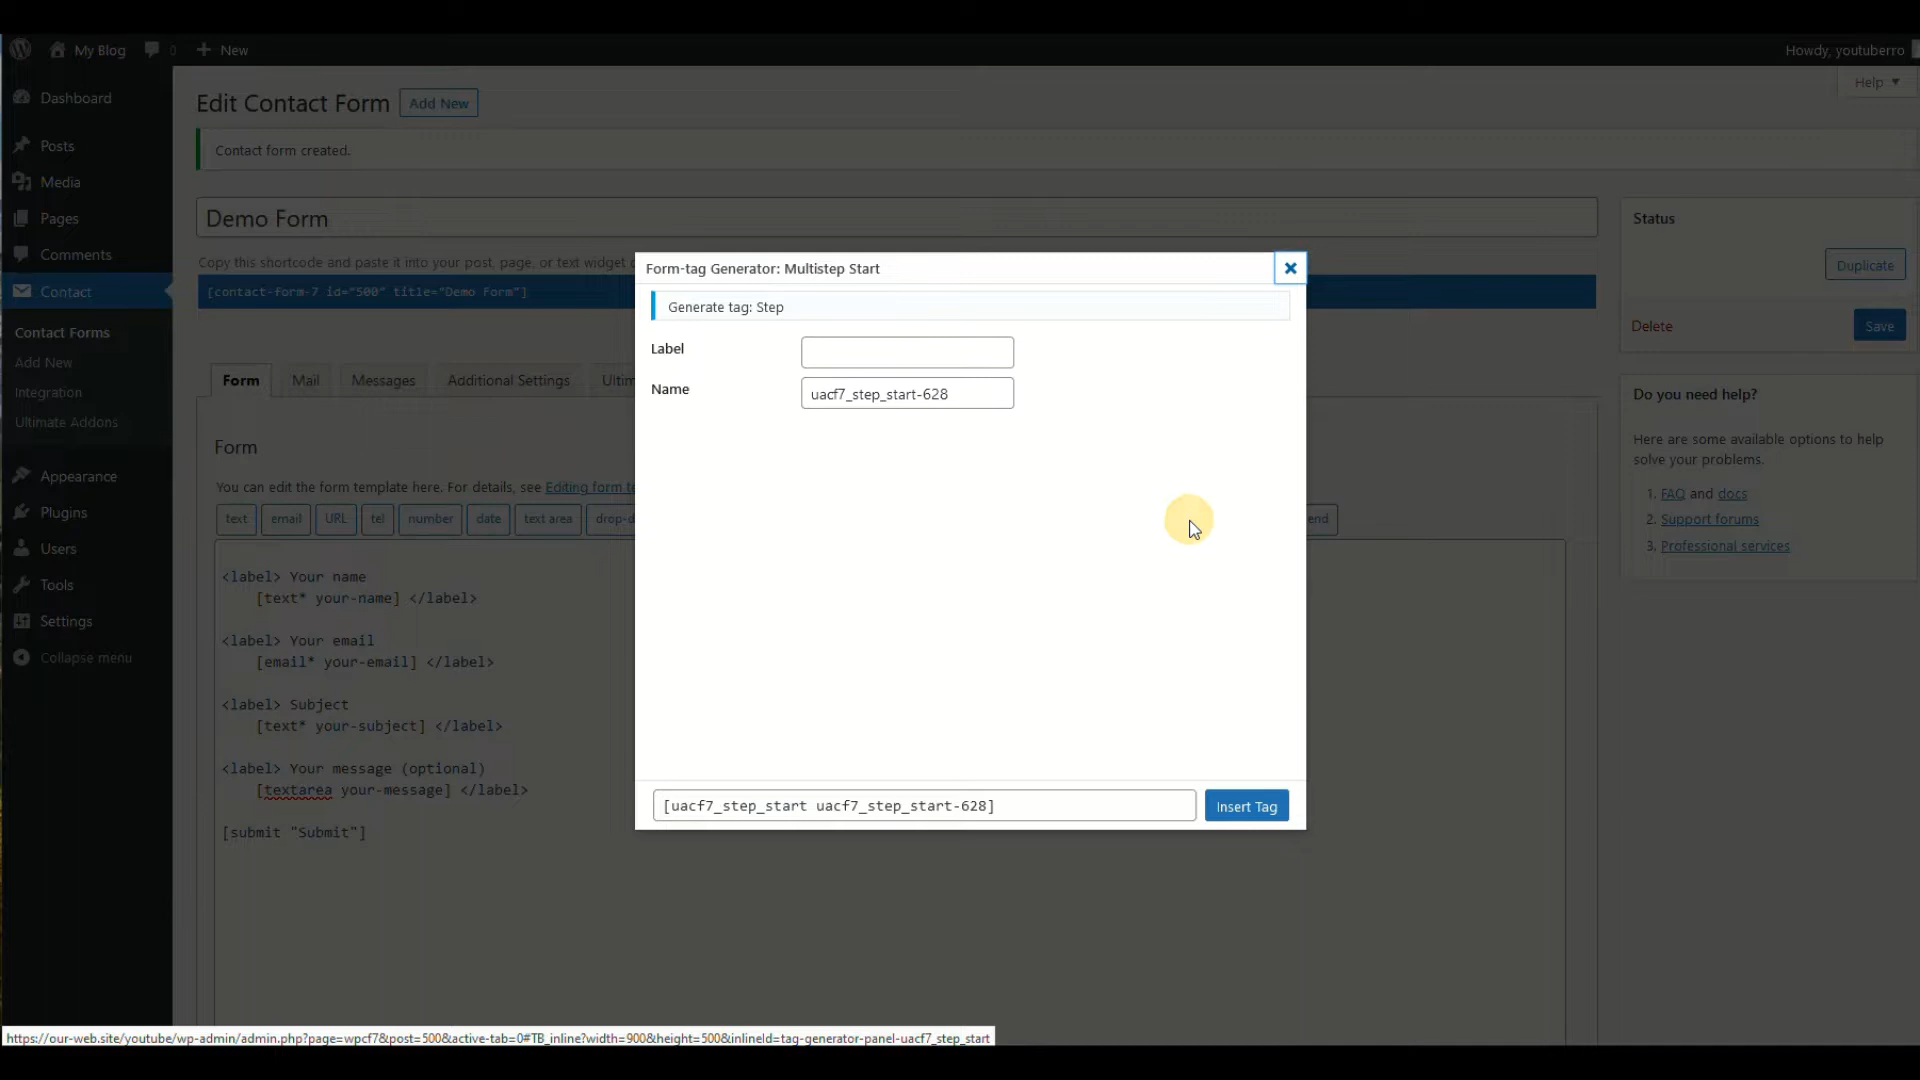 My Blog 0 New Howdy, youtuberro
Help
Dashboard
Posts
Media
Pages
Comments
Contact
Contact Forms
Add New
Integration
Ultimate Addons
Appearance
Plugins
Users
Tools
Settings
Collapse menu
Edit Contact Form Add New
Contact form created.
Demo Form
Copy this shortcode and paste it into your post, page, or text widget
[contact-form-7 id="500" title="Demo Form"]
Form Mail Messages Additional Settings
Form
You can edit the form template here. For details, see Editing form
text email URL tel number date text area end
<label> Your name
[text* your-name] </label>
<label> Your email
[email* your-email] </label>
<label> Subject
[text* your-subject] </label>
<label> Your message (optional)
[textarea your-message] </label>
[submit "Submit"]
Form-tag Generator: Multistep Start
Generate tag: Step
Label
Name uacf7_step_start-628
[uacf7_step_start uacf7_step_start-628] Insert Tag
Status
Duplicate
Delete Save
Do you need help?
Here are some available options to help
solve your problems.
1. FAQ and docs
2. Support forums
3. Professional services
https://our-web.site/youtube/wp-admin/admin.php?page=wpcf7&post=500&active-tab=0#TB_inline?width=900&height=500&inlineId=tag-generator-panel-uacf7_step_start